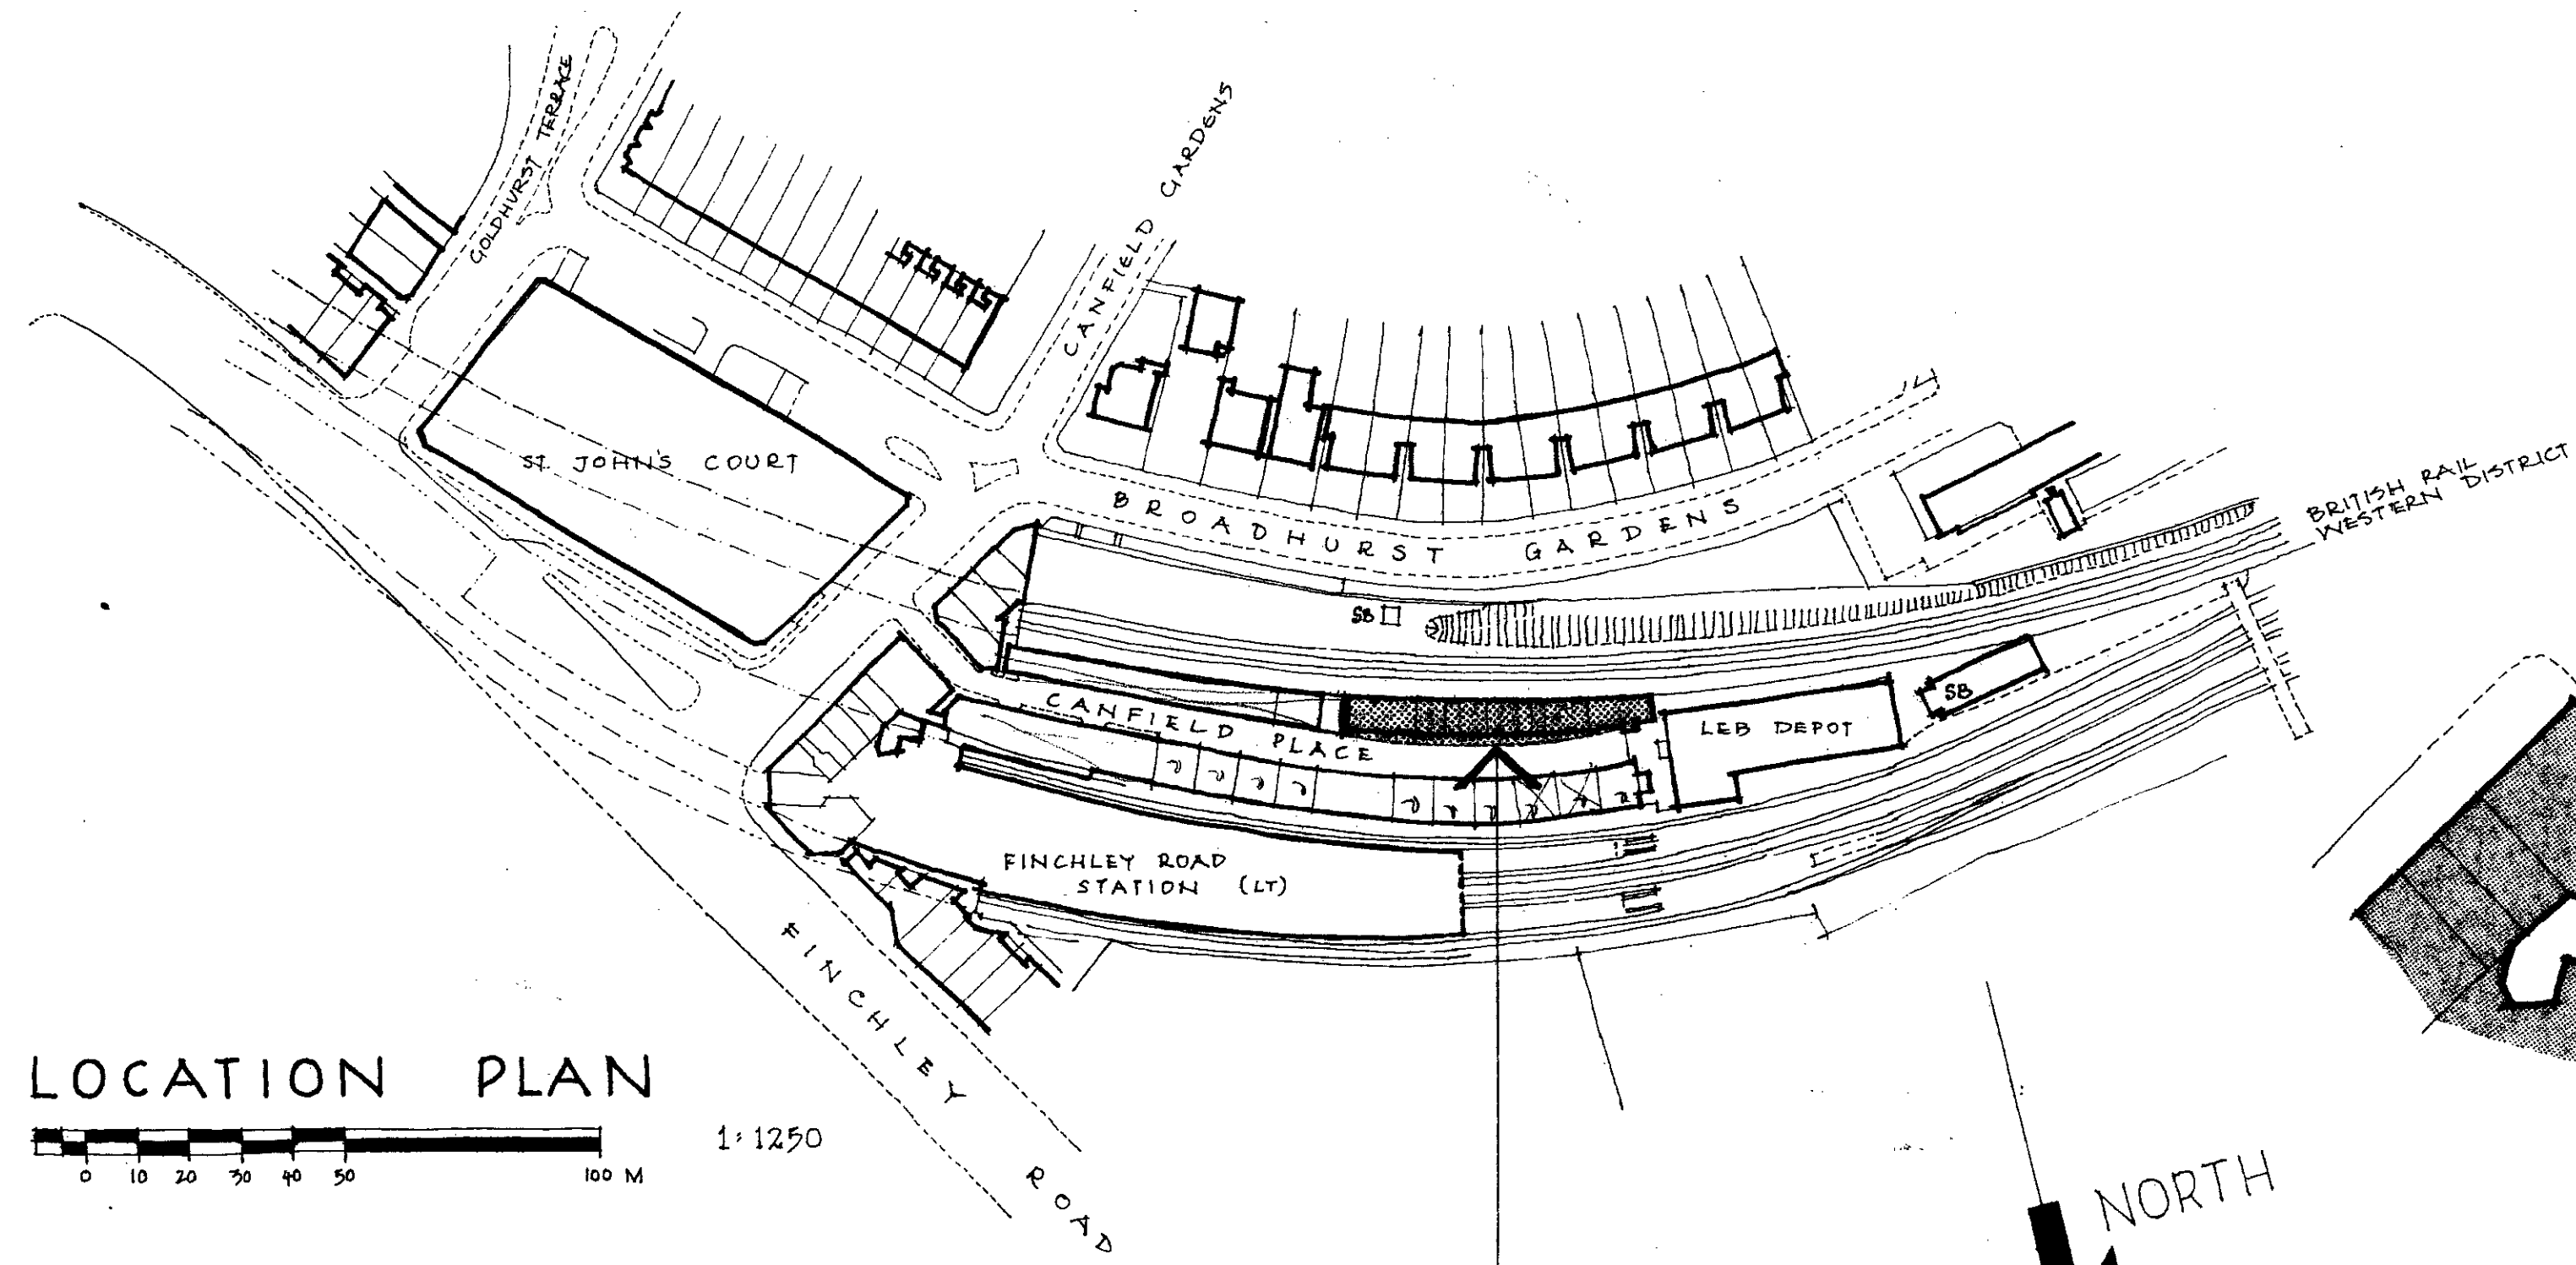 GOLDHURST TERRACE
CANFIELD GARDENS
ST. JOHN'S COURT
BROADHURST GARDENS
BRITISH RAIL
WESTERN DISTRICT
SB
SB
CANFIELD PLACE
LEB DEPOT
FINCHLEY ROAD
STATION (LT)
FINCHLEY ROAD
LOCATION PLAN
1:1250
0 10 20 30 40 50 100 M
NORTH